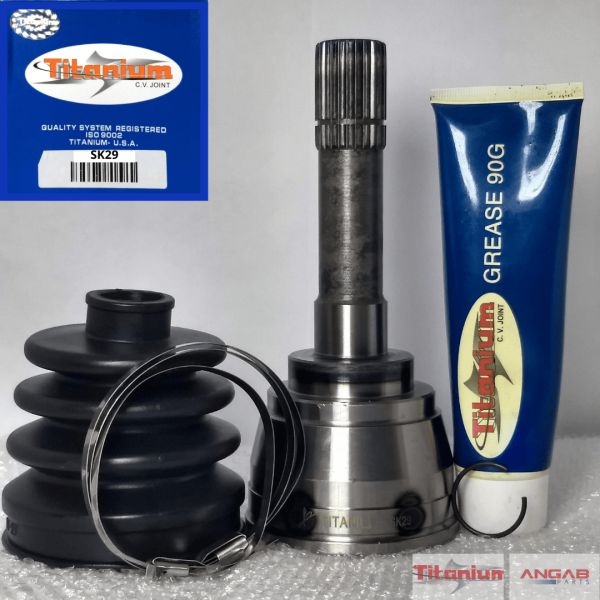 Titanium
C.V. JOINT
QUALITY SYSTEM REGISTERED
ISO 9002
TITANIUM- U.S.A.
SK29
GREASE 90G
Titanium
C.V. JOINT
TITANIUM SK29
Titanium
ANGAB
PARTS